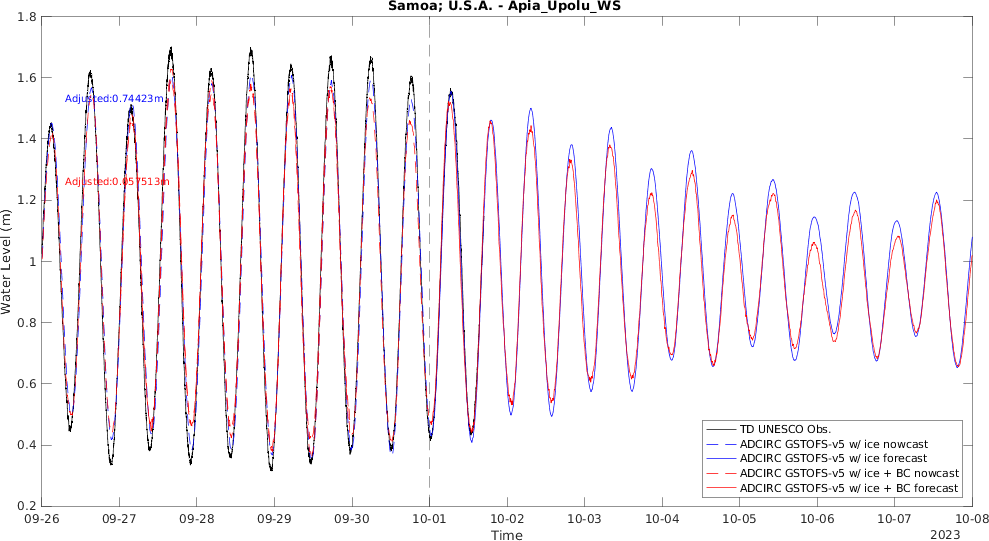 Samoa; U.S.A. - Apia_Upolu_WS
1.8
1.6
1.4
1.2
1
0.8
0.6
0.4
0.2
Water Level (m)
Adjusted:0.74423m
Adjusted:0.057513m
TD UNESCO Obs.
ADCIRC GSTOFS-v5 w/ ice nowcast
ADCIRC GSTOFS-v5 w/ ice forecast
ADCIRC GSTOFS-v5 w/ ice + BC nowcast
ADCIRC GSTOFS-v5 w/ ice + BC forecast
09-26 09-27 09-28 09-29 09-30 10-01 10-02 10-03 10-04 10-05 10-06 10-07 10-08
Time
2023